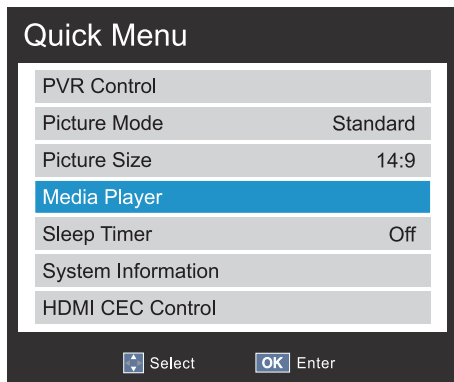 Quick Menu
PVR Control
Picture Mode Standard
Picture Size 14:9
Media Player
Sleep Timer Off
System Information
HDMI CEC Control
Select OK Enter